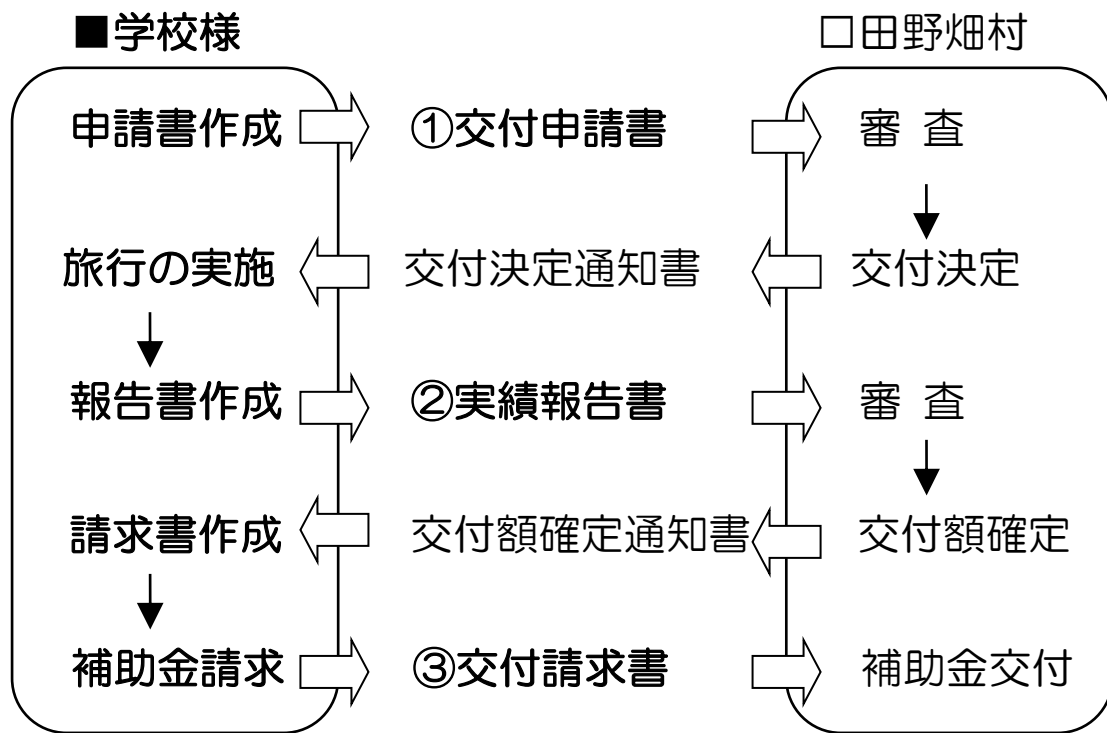 ■学校様 □田野畑村
申請書作成 ①交付申請書 審 査
旅行の実施 交付決定通知書 交付決定
報告書作成 ②実績報告書 審 査
請求書作成 交付額確定通知書 交付額確定
補助金請求 ③交付請求書 補助金交付